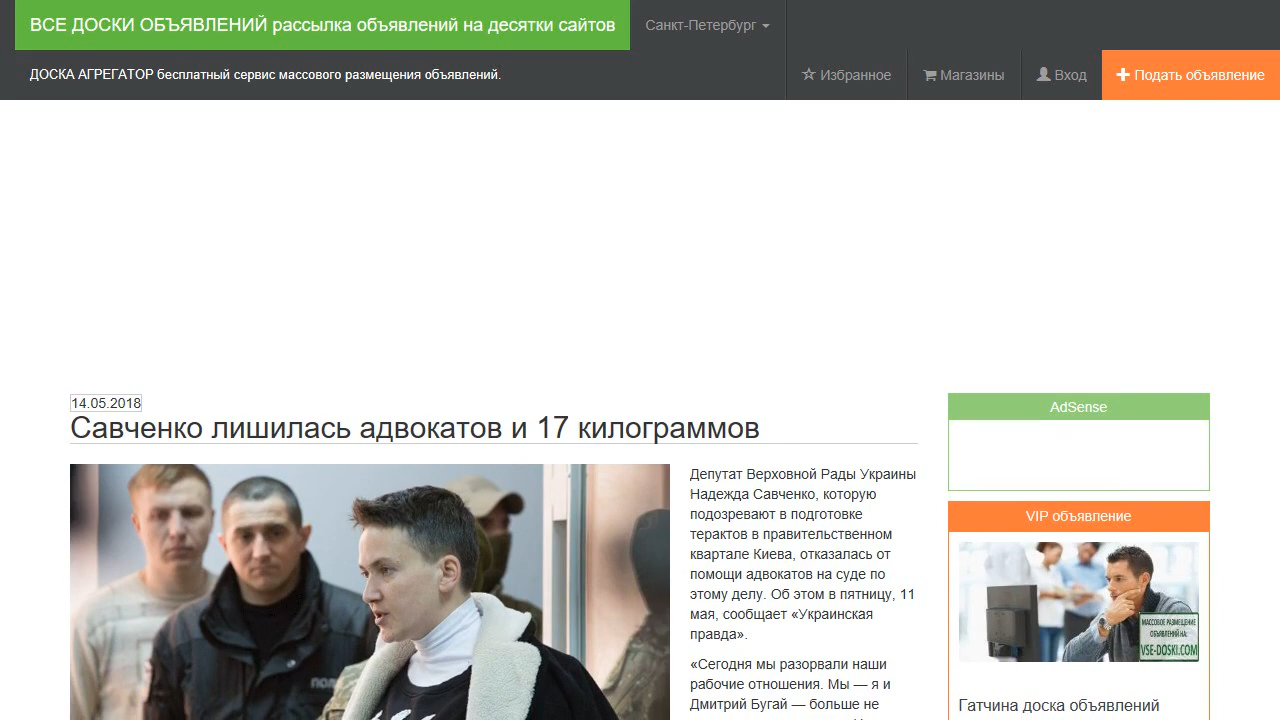 ВСЕ ДОСКИ ОБЪЯВЛЕНИЙ рассылка объявлений на десятки сайтов
Санкт-Петербург
ДОСКА АГРЕГАТОР бесплатный сервис массового размещения объявлений.
Избранное
Магазины
Вход
Подать объявление
14.05.2018
Савченко лишилась адвокатов и 17 килограммов
Депутат Верховной Рады Украины
Надежда Савченко, которую
подозревают в подготовке
терактов в правительственном
квартале Киева, отказалась от
помощи адвокатов на суде по
этому делу. Об этом в пятницу, 11
мая, сообщает «Украинская
правда».
«Сегодня мы разорвали наши
рабочие отношения. Мы — я и
Дмитрий Бугай — больше не
AdSense
VIP объявление
МАССОВОЕ РАЗМЕЩЕНИЕ
ОБЪЯВЛЕНИЙ НА:
VSE-DOSKI.COM
Гатчина доска объявлений